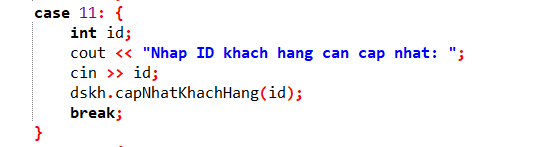 case 11: {
int id;
cout << "Nhap ID khach hang can cap nhat: ";
cin >> id;
dskh.capNhatKhachHang(id);
break;
}